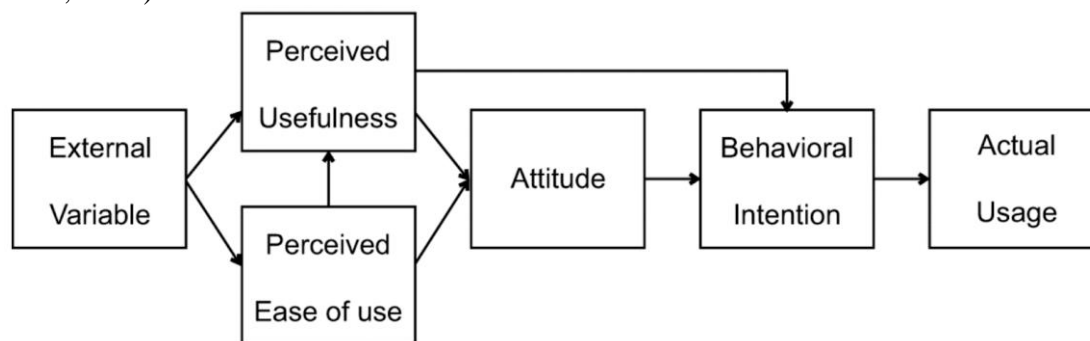 Perceived
Usefulness
External
Variable
Perceived
Ease of use
Attitude
Behavioral
Intention
Actual
Usage